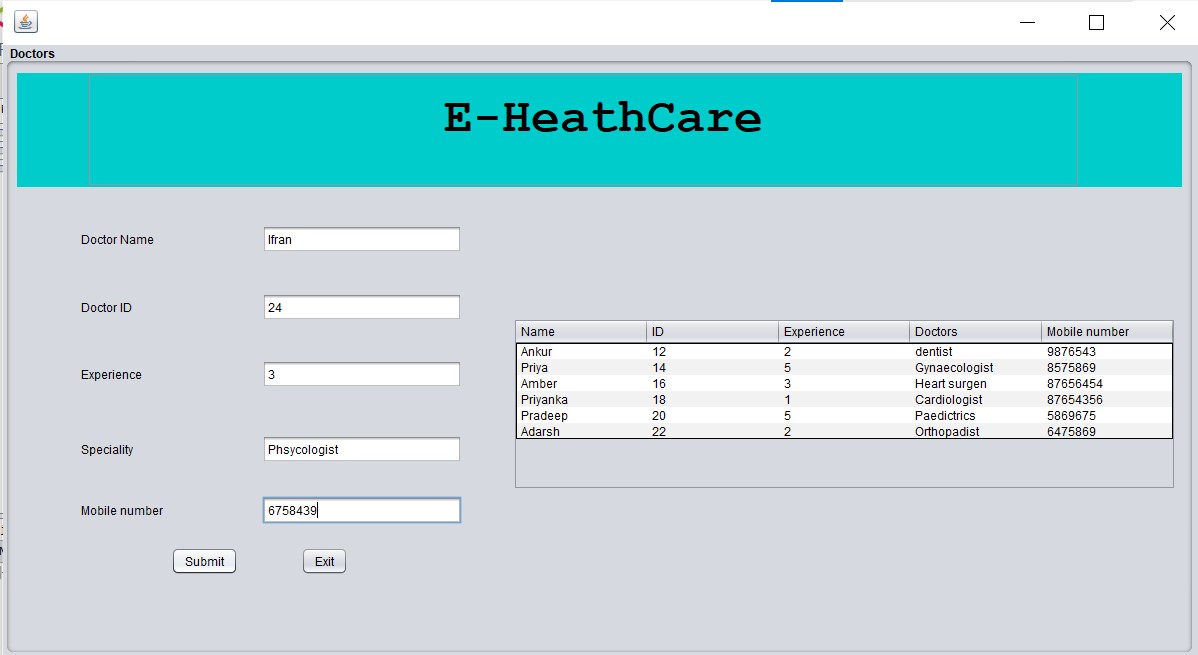 Doctors
E-HeathCare
Doctor Name Ifran
Doctor ID 24
Experience 3
Speciality Phsycologist
Mobile number 6758439
Submit Exit
Name ID Experience Doctors Mobile number
Ankur 12 2 dentist 9876543
Priya 14 5 Gynaecologist 8575869
Amber 16 3 Heart surgen 87656454
Priyanka 18 1 Cardiologist 87654356
Pradeep 20 5 Paedictrics 5869675
Adarsh 22 2 Orthopadist 6475869